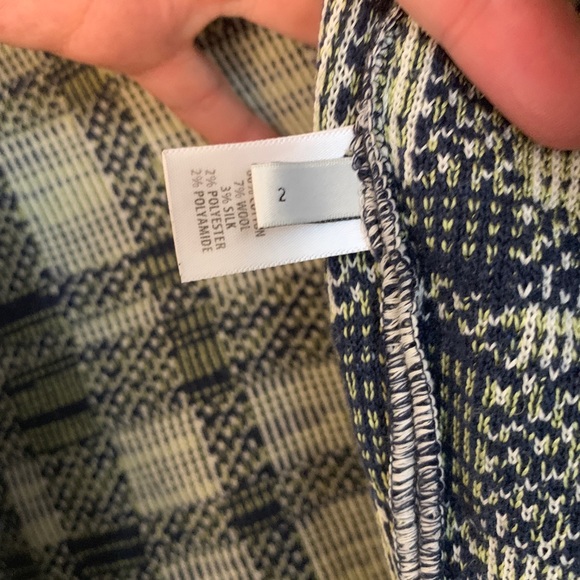 2
7% WOOL
3% SILK
2% POLYESTER
2% POLYAMIDE